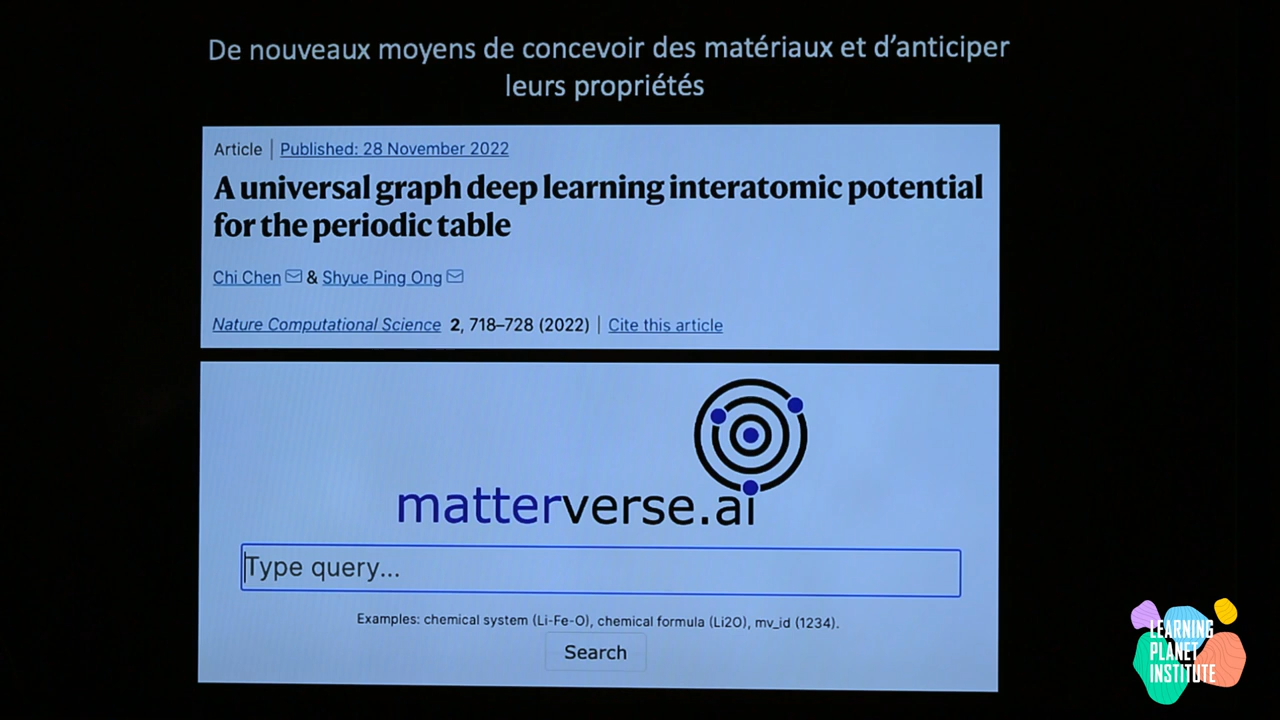 De nouveaux moyens de concevoir des matériaux et d’anticiper
leurs propriétés
Article | Published: 28 November 2022
A universal graph deep learning interatomic potential
for the periodic table
Chi Chen & Shyue Ping Ong
Nature Computational Science 2, 718–728 (2022) | Cite this article
matterverse.ai
Type query...
Examples: chemical system (Li-Fe-O), chemical formula (Li2O), mv_id (1234).
Search
LEARNING
PLANET
INSTITUTE